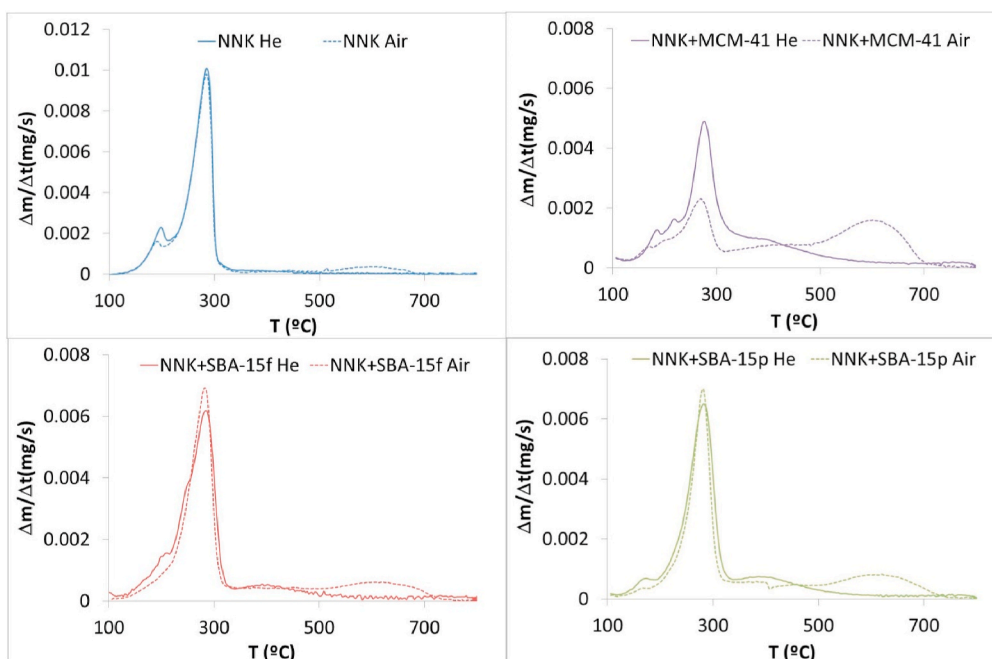 NNK He NNK Air
0.012
0.01
0.008
0.006
0.004
0.002
0
Δm/Δt(mg/s)
100 300 500 700
T (ºC)
NNK+MCM-41 He NNK+MCM-41 Air
0.008
0.006
0.004
0.002
0
Δm/Δt(mg/s)
100 300 500 700
T (ºC)
NNK+SBA-15f He NNK+SBA-15f Air
0.008
0.006
0.004
0.002
0
Δm/Δt(mg/s)
100 300 500 700
T (ºC)
NNK+SBA-15p He NNK+SBA-15p Air
0.008
0.006
0.004
0.002
0
Δm/Δt(mg/s)
100 300 500 700
T (ºC)